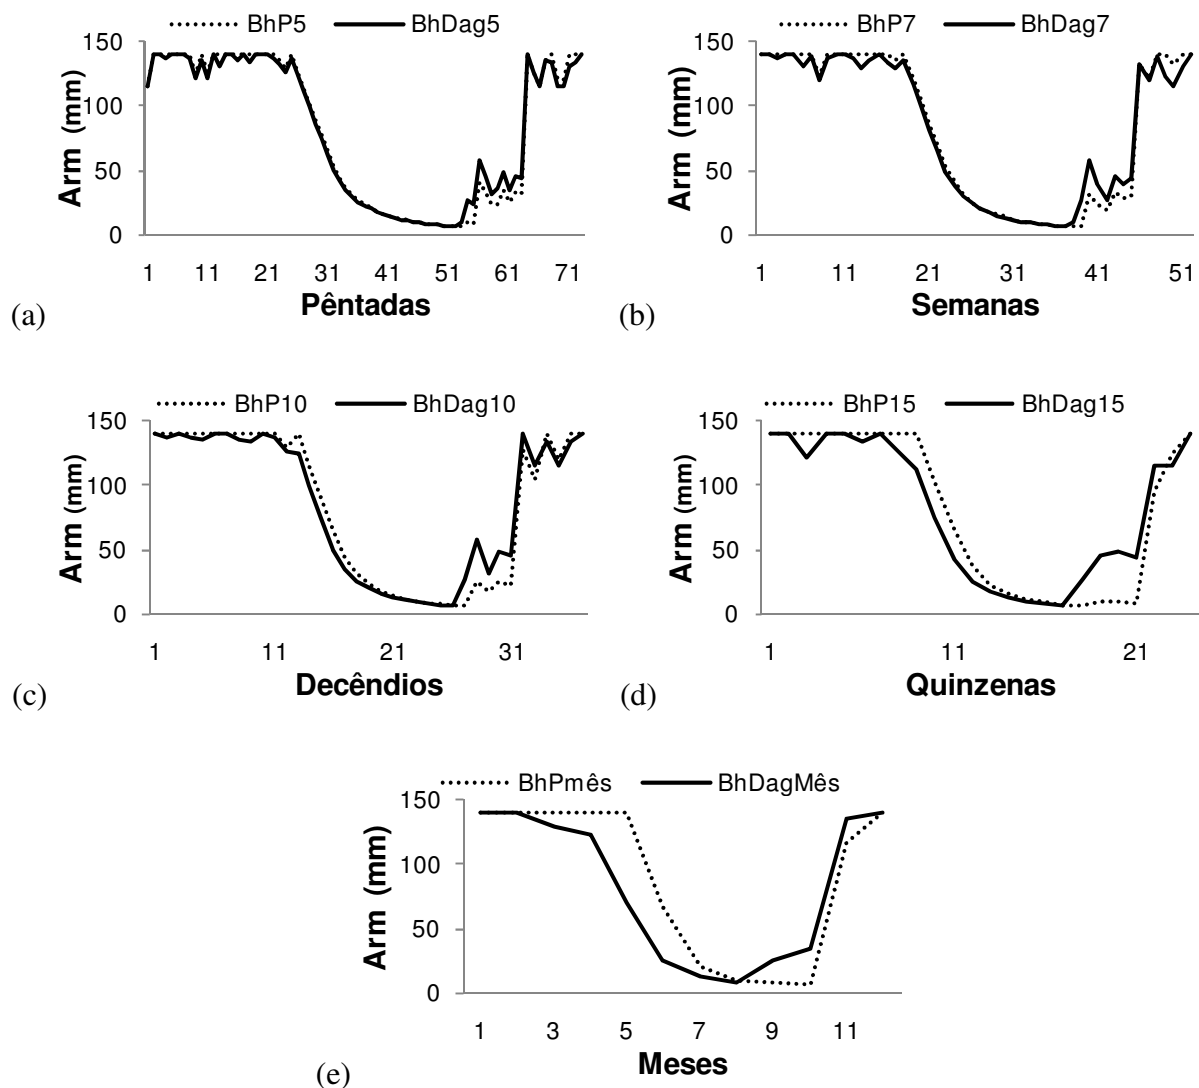 BhP5 BhDag5
BhP7 BhDag7
150
100
50
0
Arm (mm)
1 11 21 31 41 51 61 71
Pêntadas
(a)
150
100
50
0
Arm (mm)
1 11 21 31 41 51
Semanas
(b)
BhP10 BhDag10
150
100
50
0
Arm (mm)
1 11 21 31
Decêndios
(c)
BhP15 BhDag15
150
100
50
0
Arm (mm)
1 11 21
Quinzenas
(d)
BhPmês BhDagMês
150
100
50
0
Arm (mm)
1 3 5 7 9 11
Meses
(e)